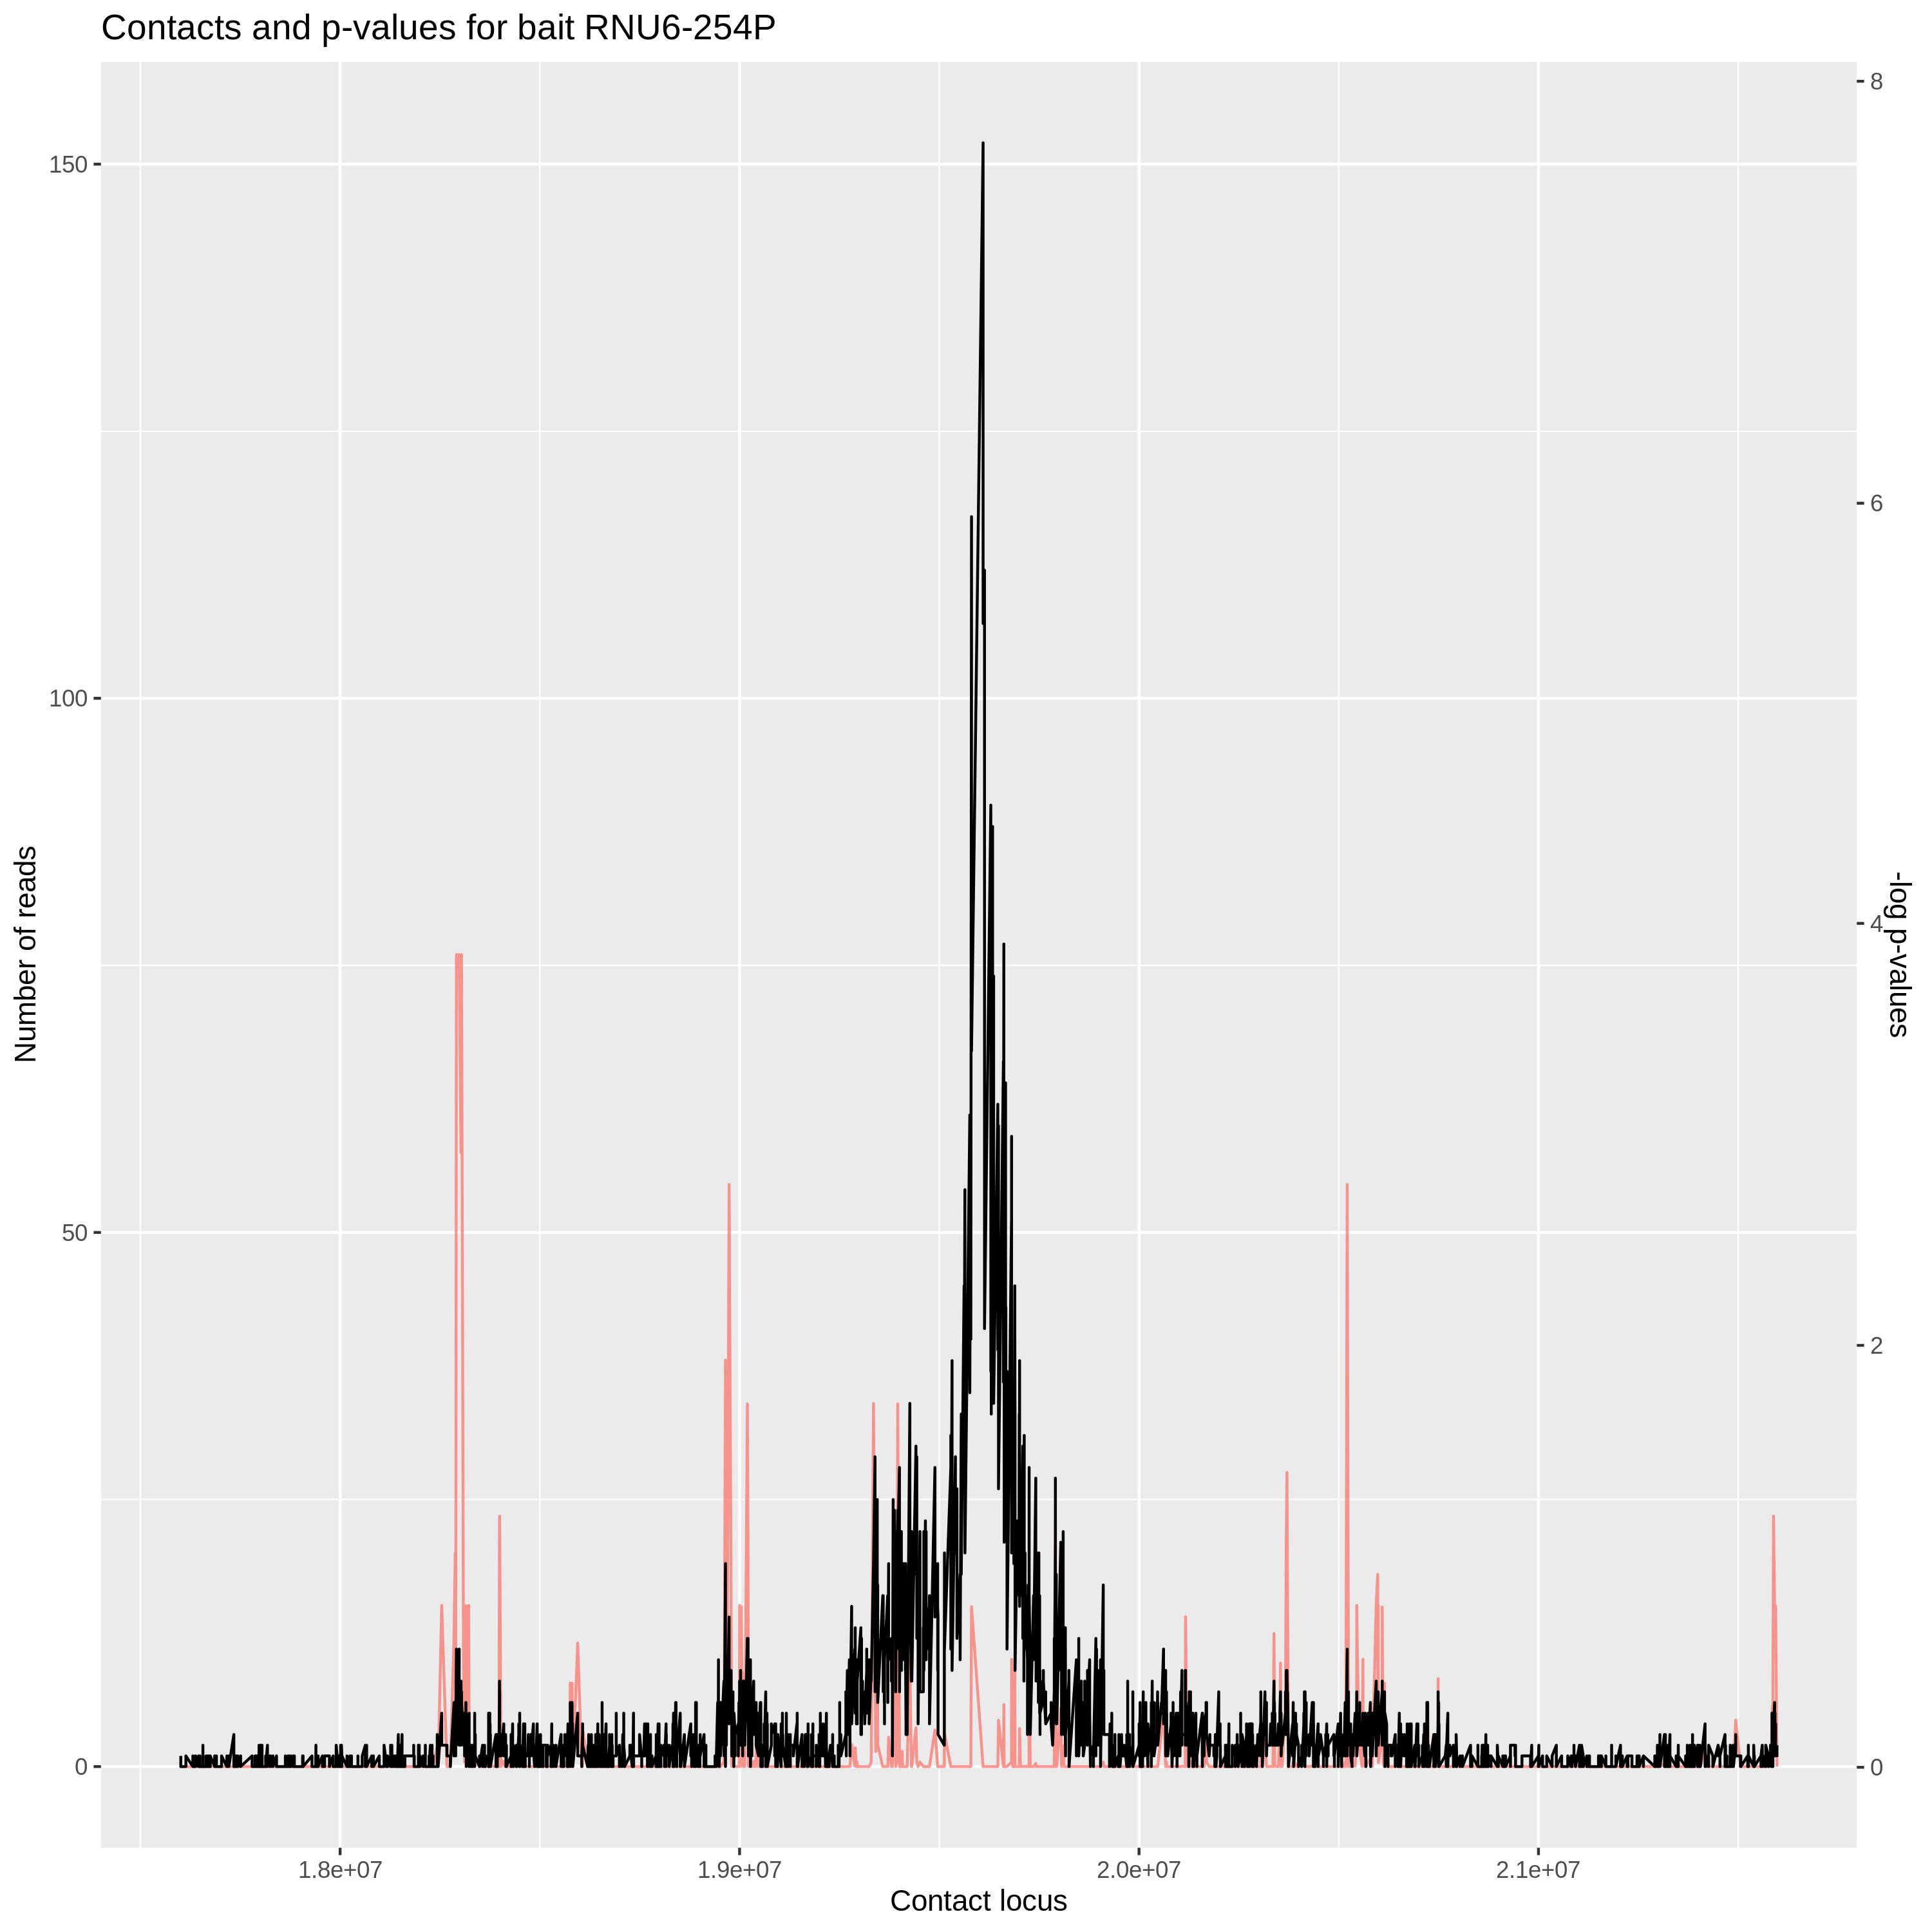 Contacts and p-values for bait RNU6-254P
150
100
50
0
Number of reads
8
6
4
2
0
-log p-values
1.8e+07
1.9e+07
2.0e+07
2.1e+07
Contact locus